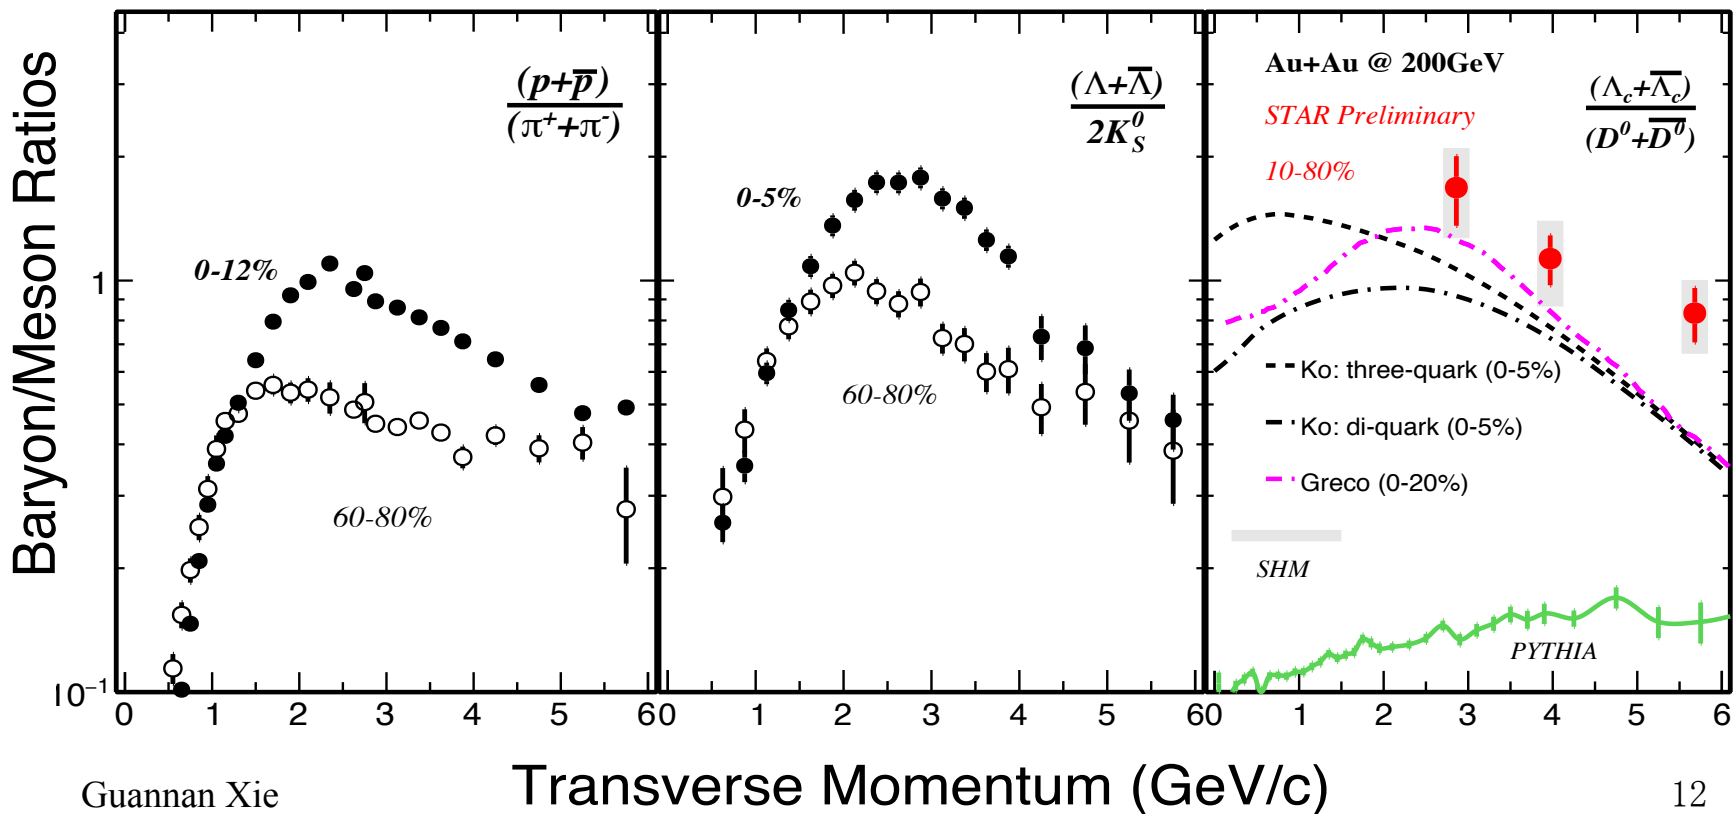 Baryon/Meson Ratios
1
10⁻¹
(p+p̅)
(π⁺+π⁻)
0-12%
60-80%
0 1 2 3 4 5 6
(Λ+Λ̅)
2K⁰_S
0-5%
60-80%
0 1 2 3 4 5 6
Au+Au @ 200GeV
STAR Preliminary
10-80%
(Λ_c+Λ̅_c̅)
(D⁰+D̅⁰)
Ko: three-quark (0-5%)
Ko: di-quark (0-5%)
Greco (0-20%)
SHM
PYTHIA
0 1 2 3 4 5 6
Transverse Momentum (GeV/c)
Guannan Xie
12